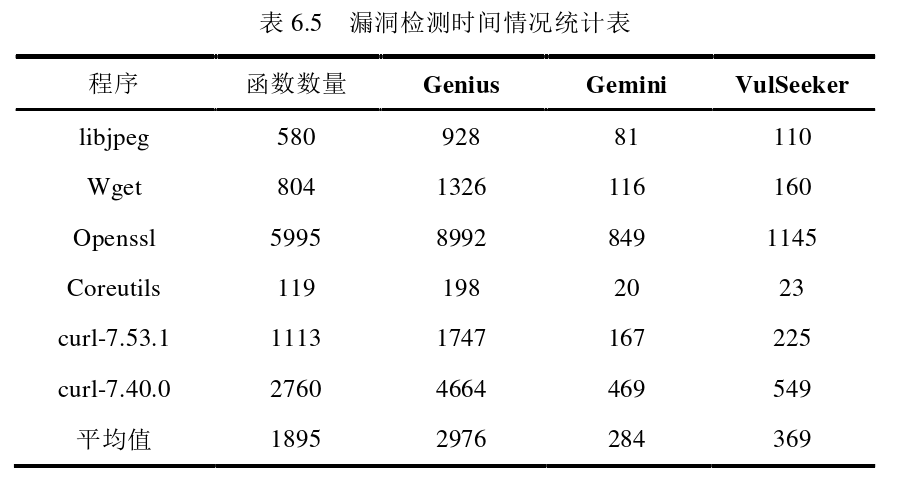 表 6.5 漏洞检测时间情况统计表
程序 函数数量 Genius Gemini VulSeeker
libjpeg 580 928 81 110
Wget 804 1326 116 160
Openssl 5995 8992 849 1145
Coreutils 119 198 20 23
curl-7.53.1 1113 1747 167 225
curl-7.40.0 2760 4664 469 549
平均值 1895 2976 284 369